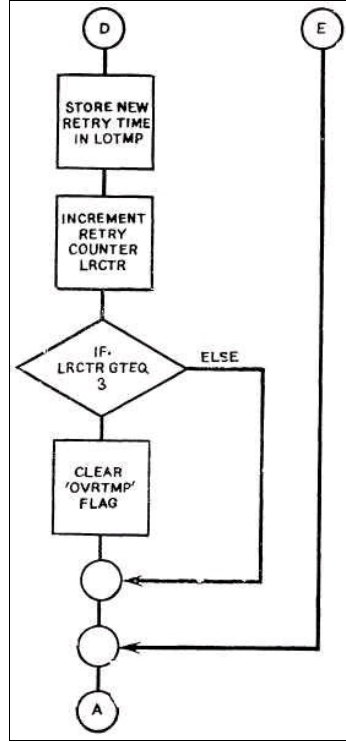 D
E
STORE NEW
RETRY TIME
IN LOTMP
INCREMENT
RETRY
COUNTER
LRCTR
IF.
LRCTR GTEQ.
3
ELSE
CLEAR
'OVRTMP'
FLAG
A